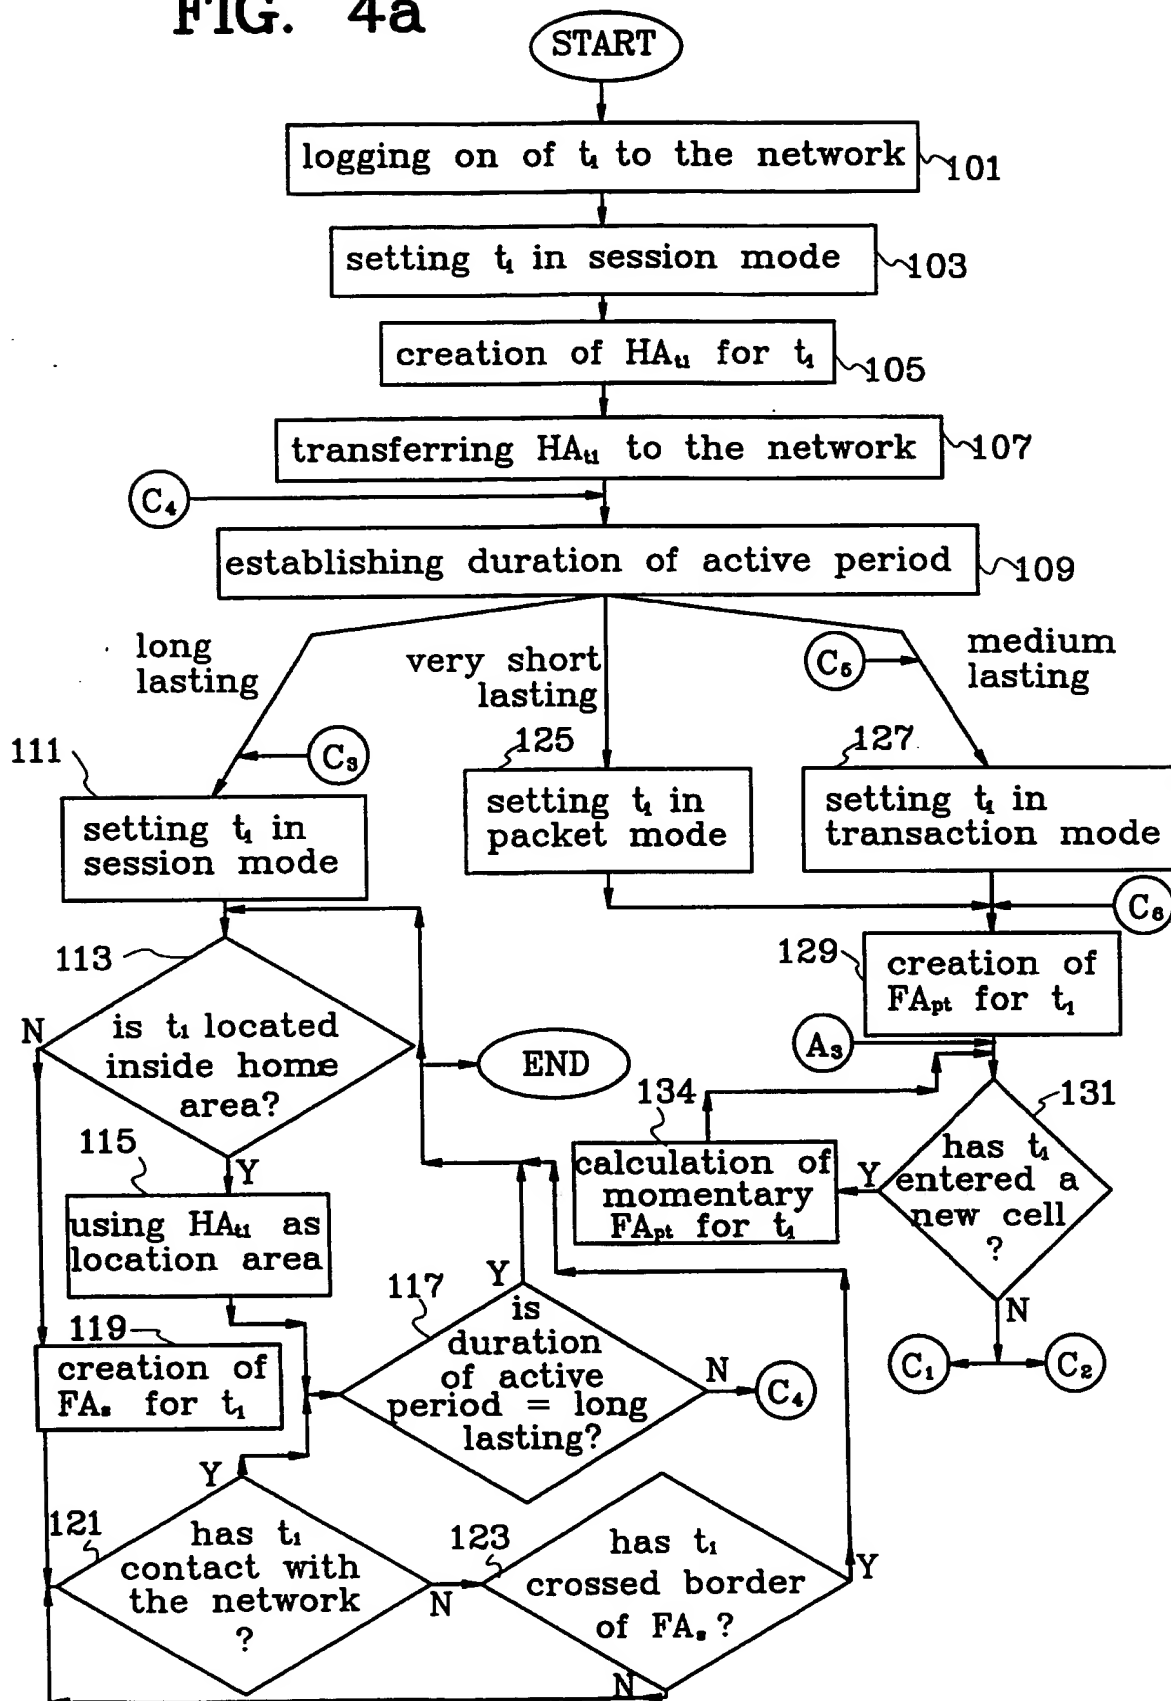 FIG. 4a
START
logging on of t₁ to the network
101
setting t₁ in session mode
103
creation of HAt1 for t₁
105
transferring HAt1 to the network
107
C₄
establishing duration of active period
109
long
lasting
very short
lasting
C₅
medium
lasting
111
C₃
125
127
setting t₁ in
session mode
setting t₁ in
packet mode
setting t₁ in
transaction mode
C₆
113
129
creation of
FApt for t₁
N
is t₁ located
inside home
area?
END
A₃
134
131
115
Y
calculation of
momentary
FApt for t₁
Y
has t₁
entered a
new cell
?
using HAt1 as
location area
N
117
Y
is
duration
of active
period = long
lasting?
N
C₄
C₁
C₂
119
creation of
FAs for t₁
Y
121
has t₁
contact with
the network
?
N
123
has t₁
crossed border
of FAs?
Y
N